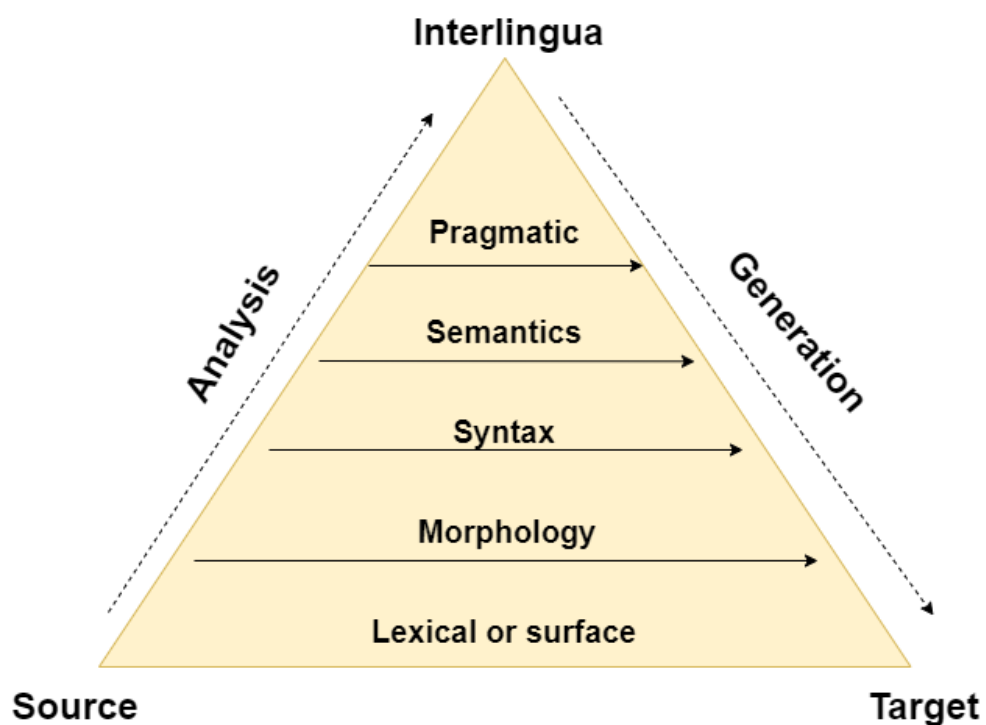 Interlingua
Pragmatic
Analysis
Generation
Semantics
Syntax
Morphology
Lexical or surface
Source
Target